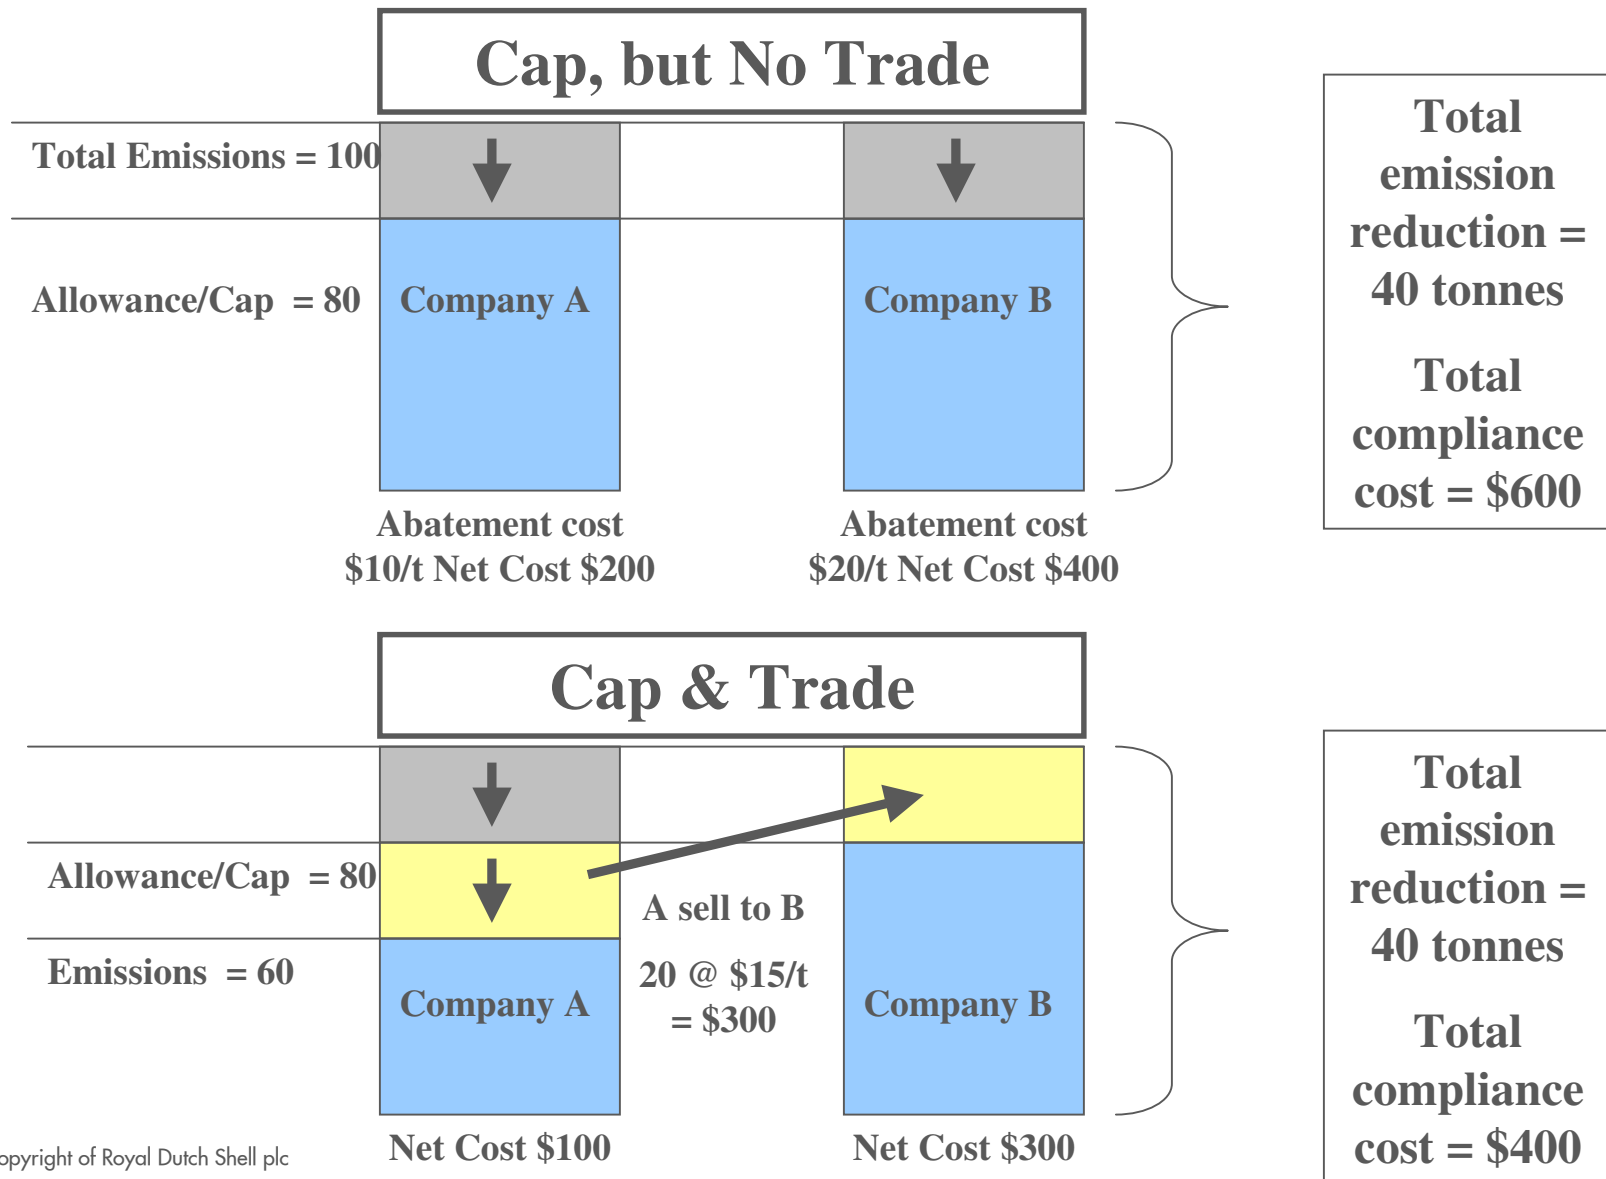 Cap, but No Trade
Total Emissions = 100
Allowance/Cap = 80
Company A
Company B
Abatement cost
$10/t Net Cost $200
Abatement cost
$20/t Net Cost $400
Total
emission
reduction =
40 tonnes
Total
compliance
cost = $600
Cap & Trade
Allowance/Cap = 80
Emissions = 60
Company A
A sell to B
20 @ $15/t
= $300
Company B
Net Cost $100
Net Cost $300
Total
emission
reduction =
40 tonnes
Total
compliance
cost = $400
opyright of Royal Dutch Shell plc